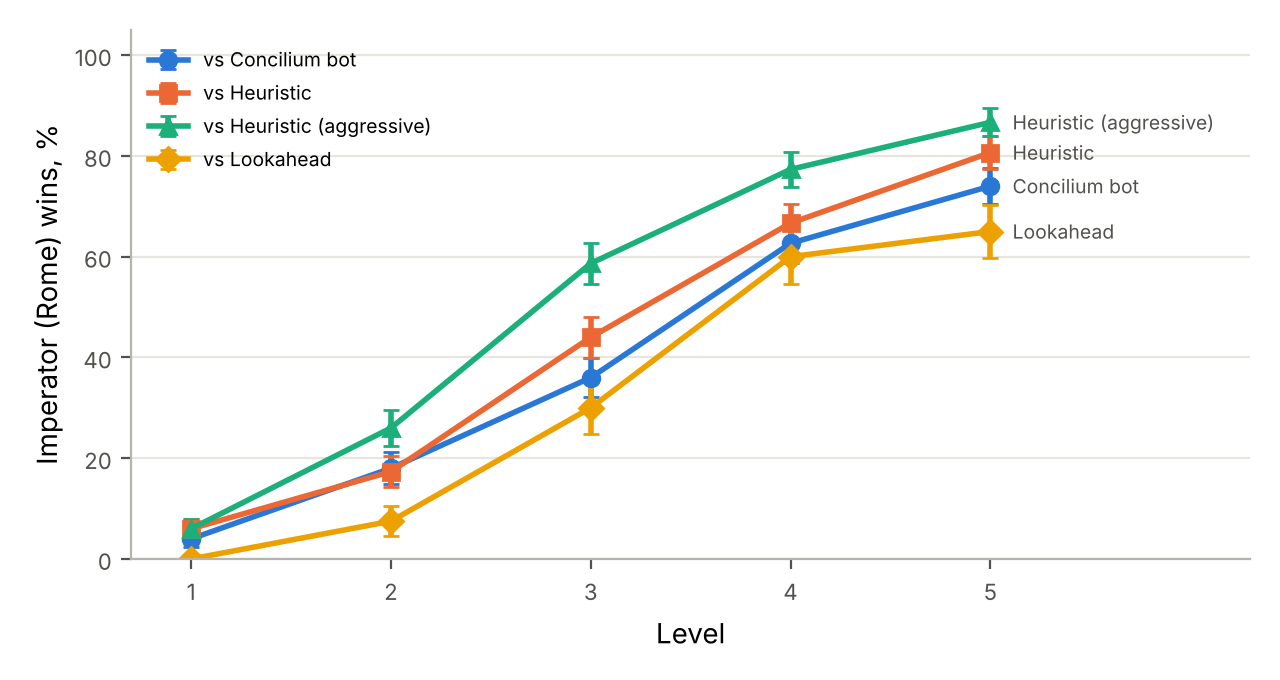 100
80
60
40
20
0
Imperator (Rome) wins, %
vs Concilium bot
vs Heuristic
vs Heuristic (aggressive)
vs Lookahead
Heuristic (aggressive)
Heuristic
Concilium bot
Lookahead
1 2 3 4 5
Level